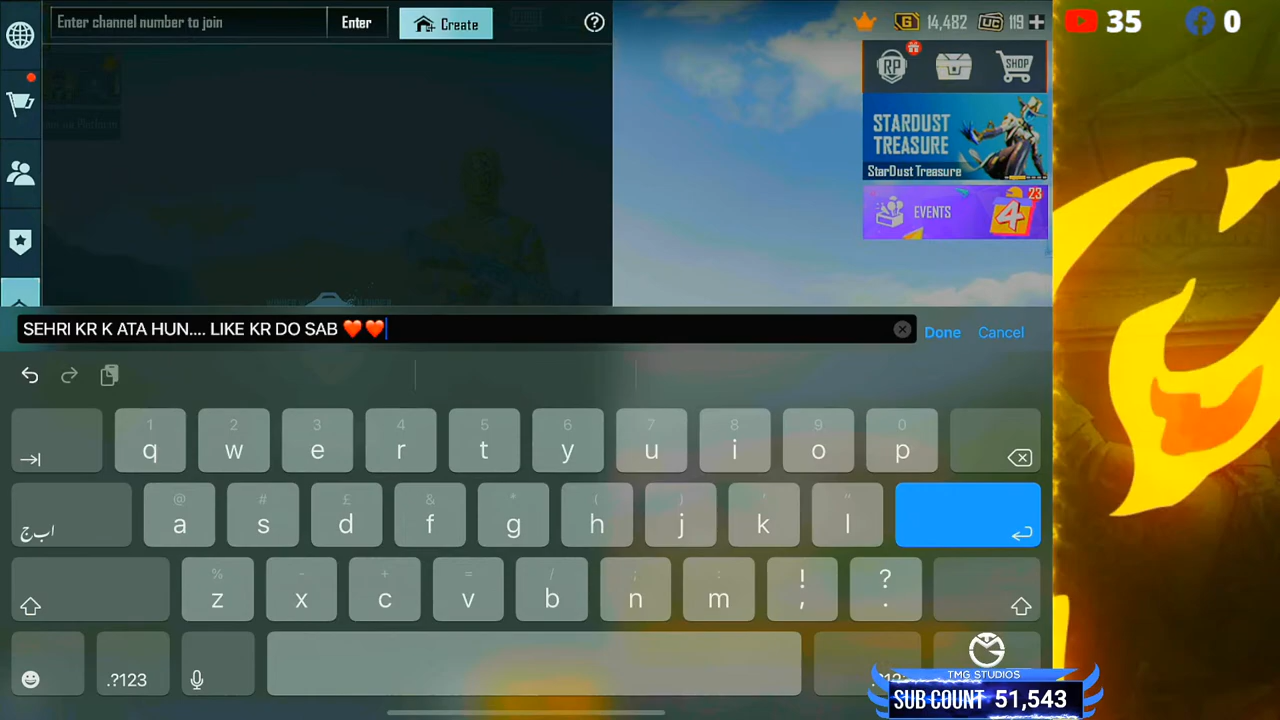 Enter channel number to join
Enter
Create
?
G 14,482
UC 119
35
0
RP
SHOP
STARDUST
TREASURE
StarDust Treasure
EVENTS
23
4
SEHRI KR K ATA HUN.... LIKE KR DO SAB ❤️❤️
Done
Cancel
1 2 3 4 5 6 7 8 9 0
q w e r t y u i o p
@ # £ & * ( ) ' "
ا ب ج
a s d f g h j k l
% - + = / ; : ! ?
z x c v b n m , .
.?123
TMG STUDIOS
SUB COUNT 51,543